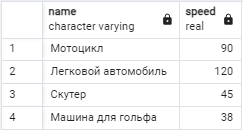 name speed
character varying real
1 Мотоцикл 90
2 Легковой автомобиль 120
3 Скутер 45
4 Машина для гольфа 38